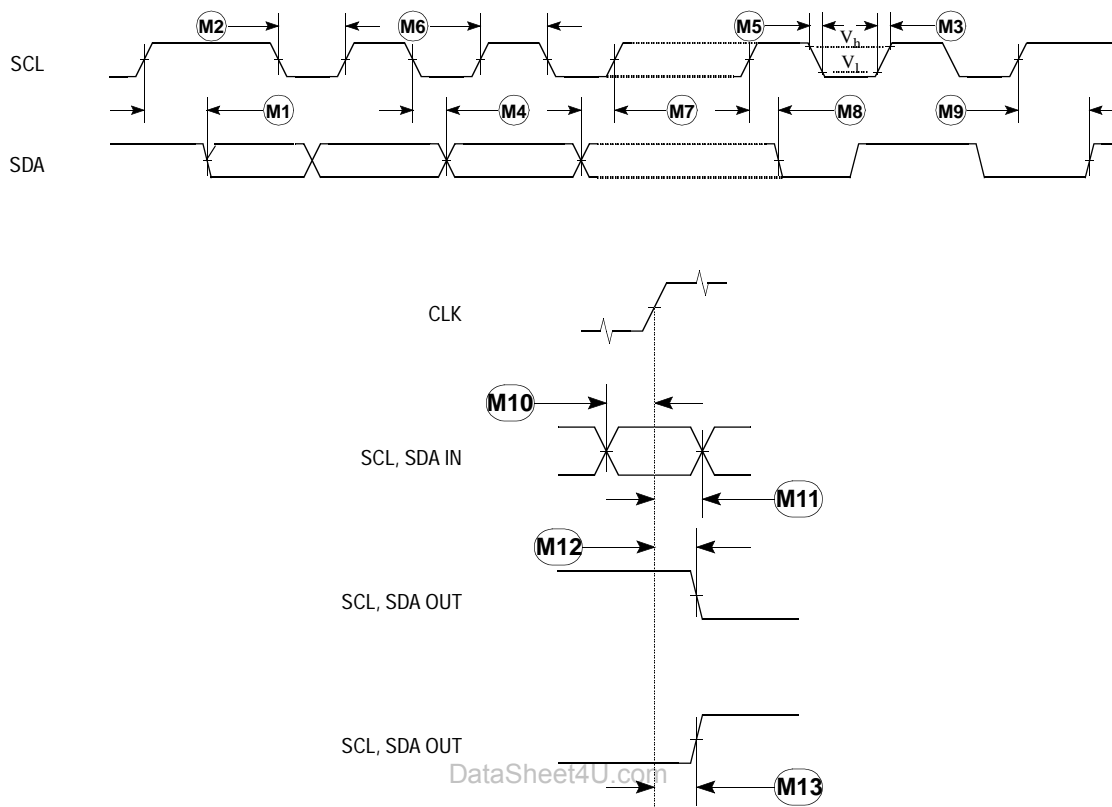 M2 M6 M5 V_h M3
SCL
V_l
M1 M4 M7 M8 M9
SDA
CLK
M10
SCL, SDA IN
M11
M12
SCL, SDA OUT
SCL, SDA OUT
DataSheet4U.com
M13